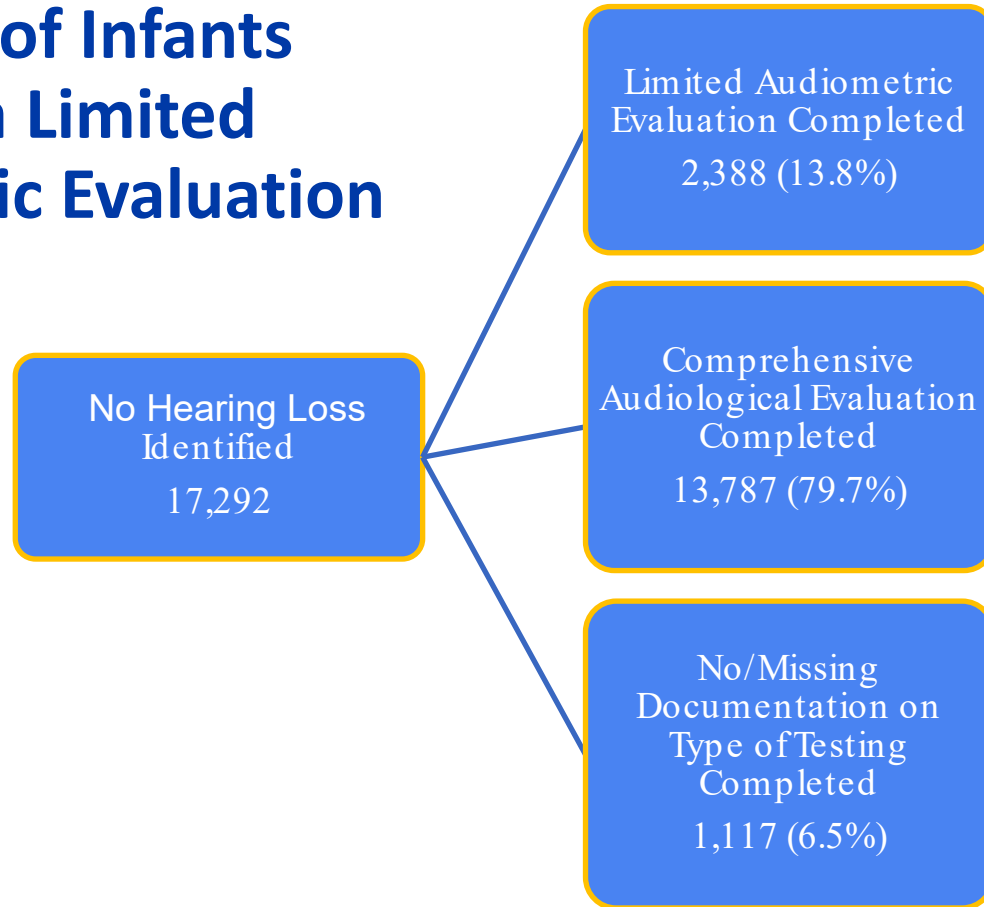 of Infants
Limited
Evaluation
No Hearing Loss
Identified
17,292
Limited Audiometric
Evaluation Completed
2,388 (13.8%)
Comprehensive
Audiological Evaluation
Completed
13,787 (79.7%)
No/Missing
Documentation on
Type of Testing
Completed
1,117 (6.5%)